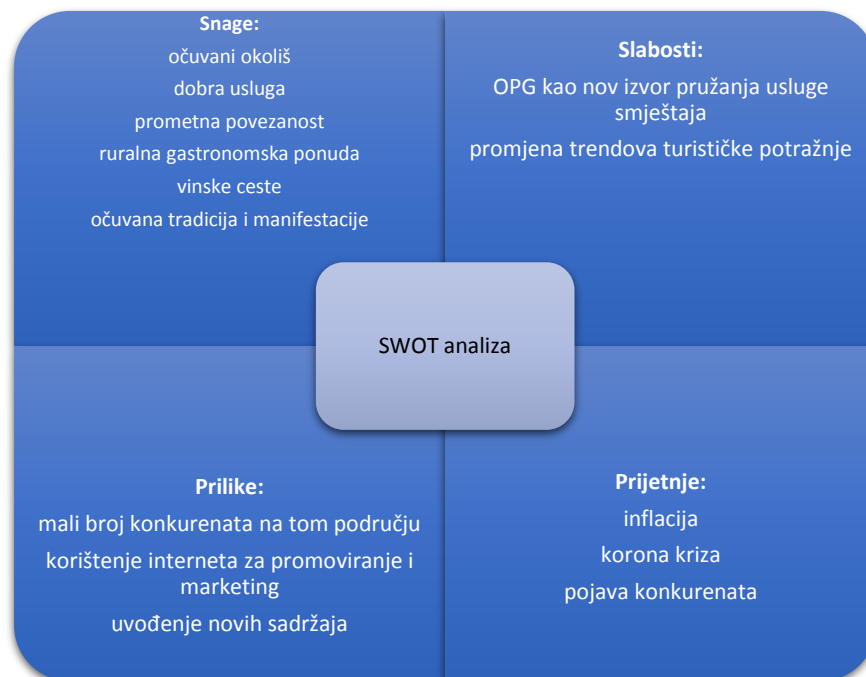 Snage:
očuvani okoliš
dobra usluga
prometna povezanost
ruralna gastronomska ponuda
vinske ceste
očuvana tradicija i manifestacije
Slabosti:
OPG kao nov izvor pružanja usluge
smještaja
promjena trendova turističke potražnje
SWOT analiza
Prilike:
mali broj konkurenata na tom području
korištenje interneta za promoviranje i
marketing
uvođenje novih sadržaja
Prijetnje:
inflacija
korona kriza
pojava konkurenata